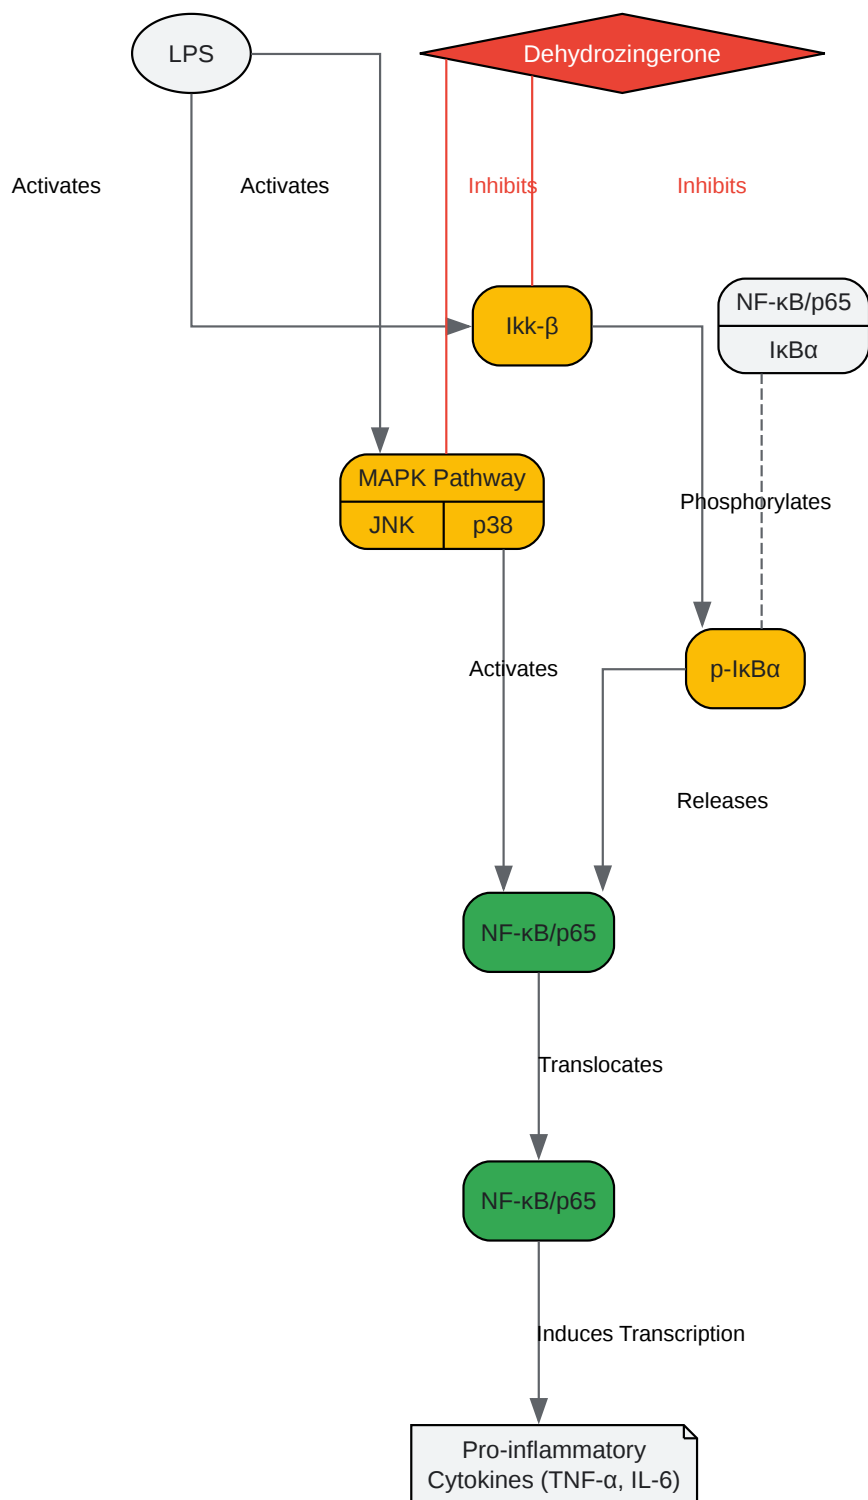 LPS
Dehydrozingerone
Activates
Activates
Inhibits
Inhibits
NF-κB/p65
IκBα
Ikk-β
MAPK Pathway
JNK
p38
Phosphorylates
Activates
p-IκBα
Releases
NF-κB/p65
Translocates
NF-κB/p65
Induces Transcription
Pro-inflammatory
Cytokines (TNF-α, IL-6)